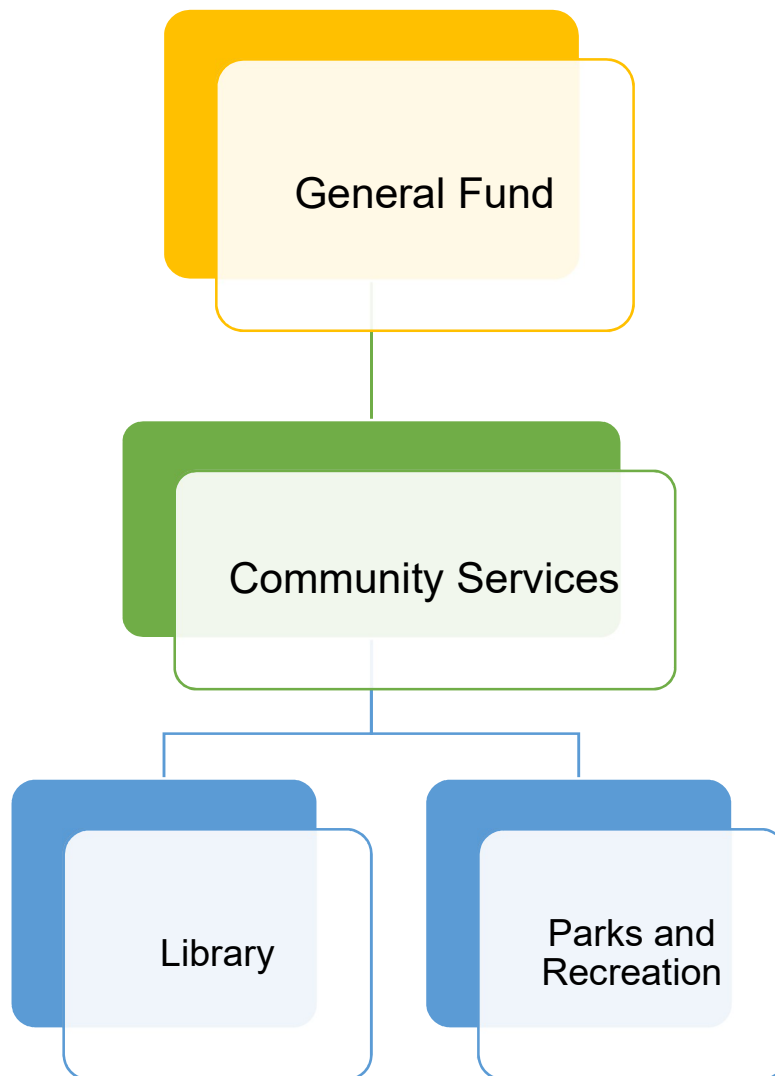 General Fund
Community Services
Library
Parks and
Recreation